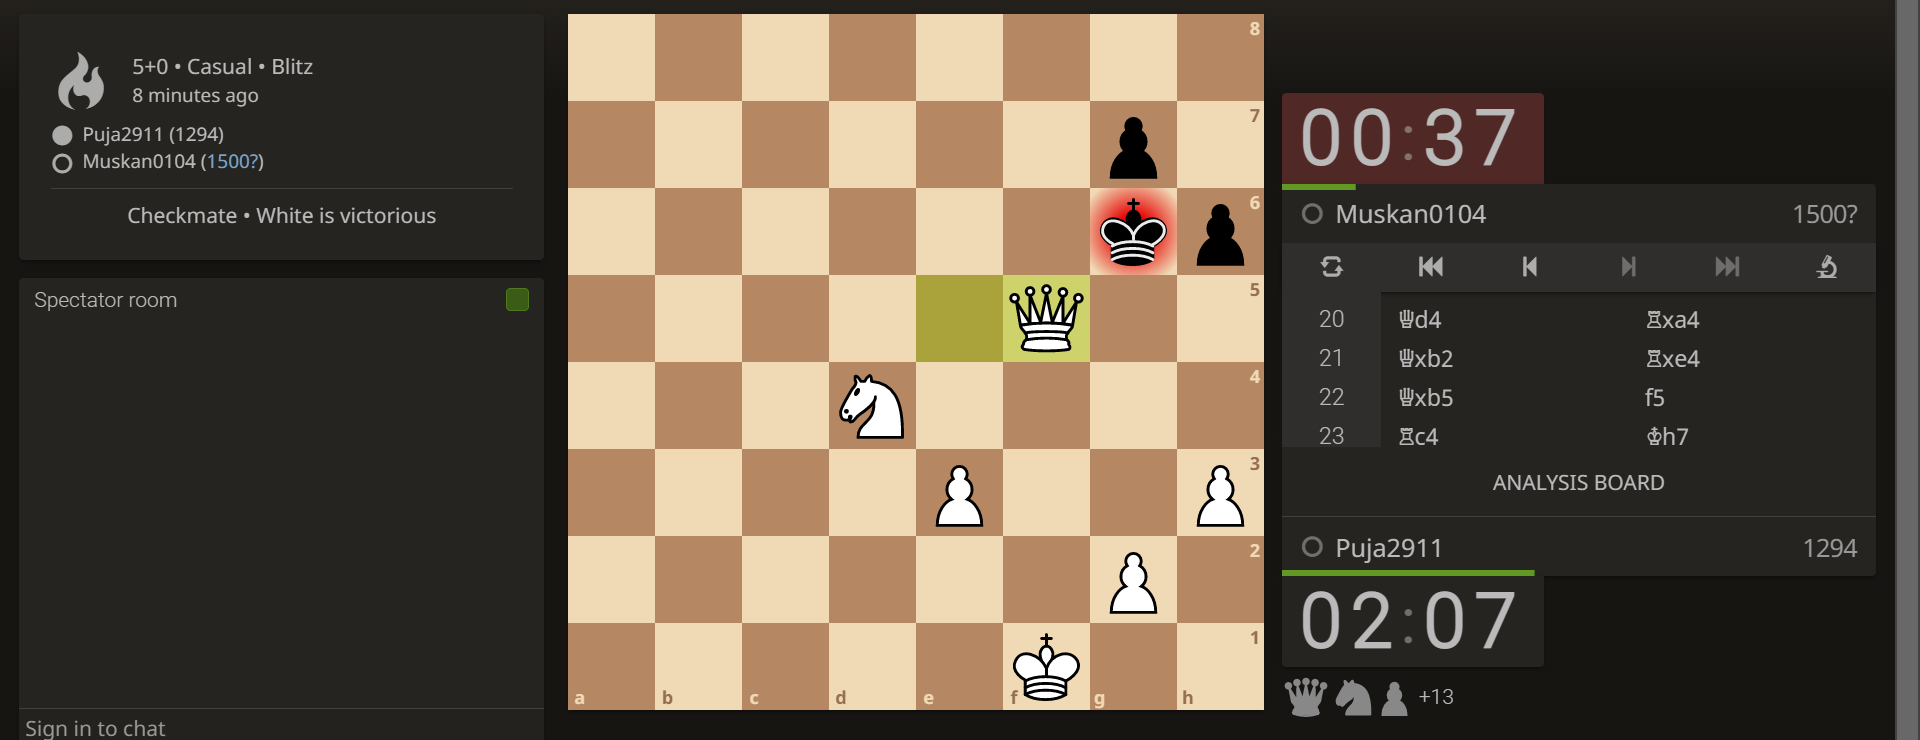 5+0 • Casual • Blitz
8 minutes ago
Puja2911 (1294)
Muskan0104 (1500?)
Checkmate • White is victorious
Spectator room
Sign in to chat
8
7
6
5
4
3
2
1
a b c d e f g h
00:37
Muskan0104 1500?
20 ♕d4 ♖xa4
21 ♕xb2 ♖xe4
22 ♕xb5 f5
23 ♖c4 ♔h7
ANALYSIS BOARD
Puja2911 1294
02:07
+13